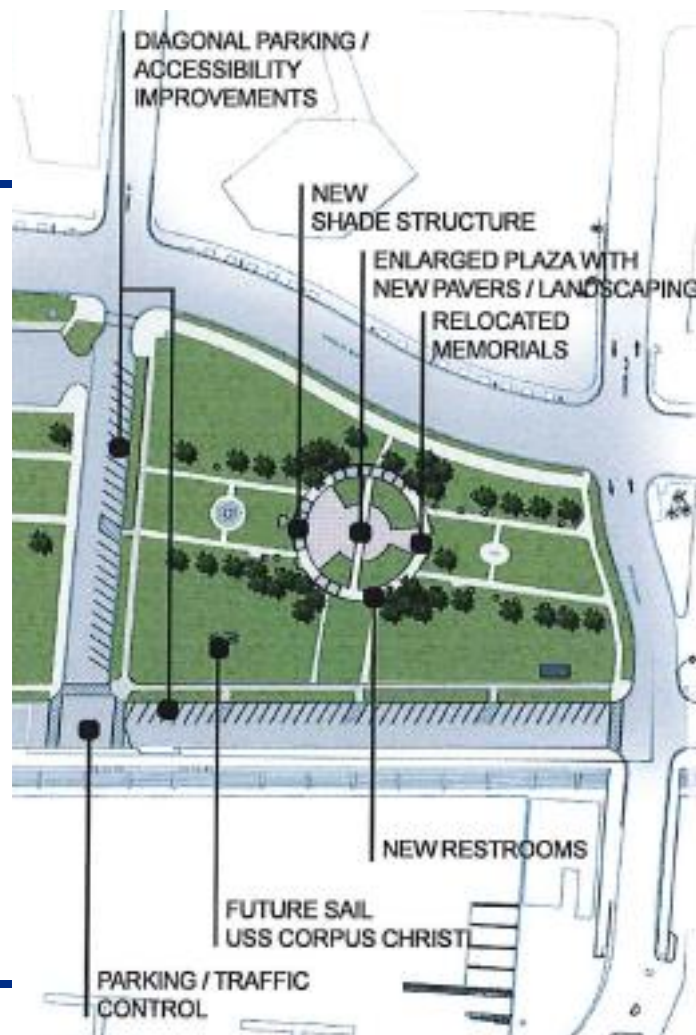 DIAGONAL PARKING /
ACCESSIBILITY
IMPROVEMENTS
NEW
SHADE STRUCTURE
ENLARGED PLAZA WITH
NEW PAVERS / LANDSCAPING
RELOCATED
MEMORIALS
NEW RESTROOMS
FUTURE SAIL
USS CORPUS CHRISTI
PARKING / TRAFFIC
CONTROL